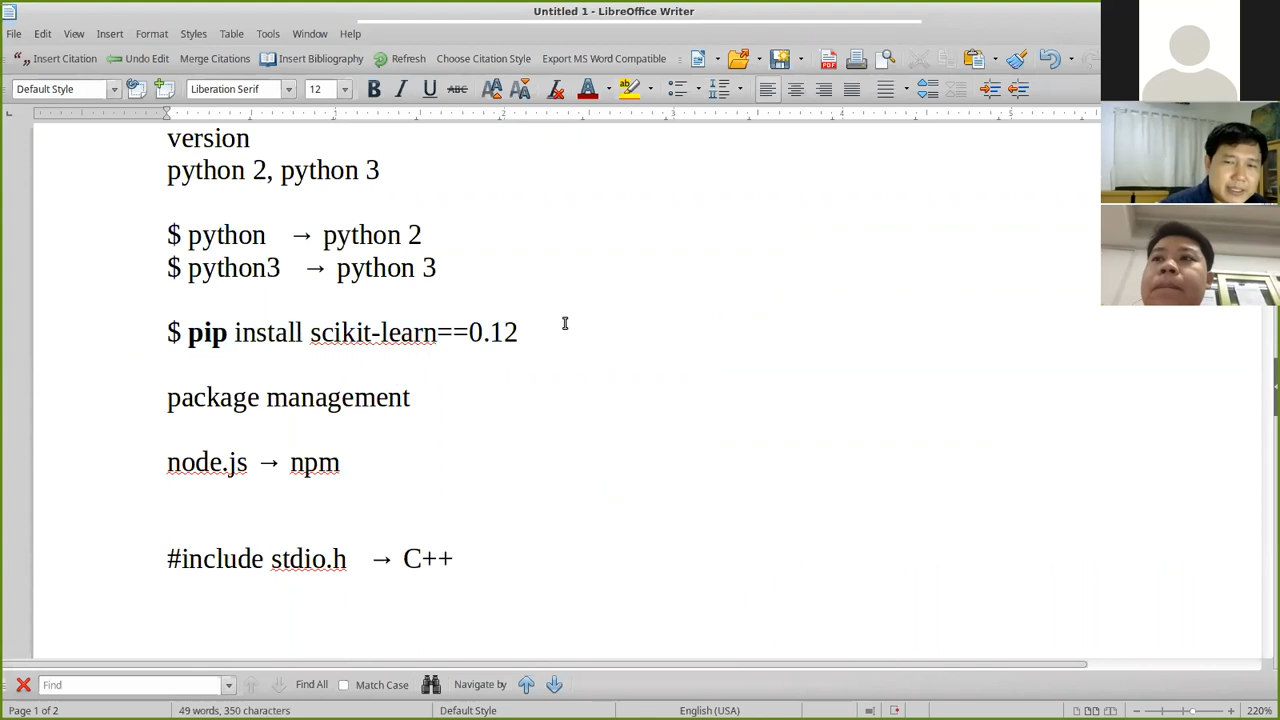 Untitled 1 - LibreOffice Writer
File Edit View Insert Format Styles Table Tools Window Help
Insert Citation Undo Edit Merge Citations Insert Bibliography Refresh Choose Citation Style Export MS Word Compatible
Default Style Liberation Serif 12
version
python 2, python 3
$ python → python 2
$ python3 → python 3
$ pip install scikit-learn==0.12
package management
node.js → npm
#include stdio.h → C++
Find Find All Match Case Navigate by
Page 1 of 2 49 words, 350 characters Default Style English (USA) 220%